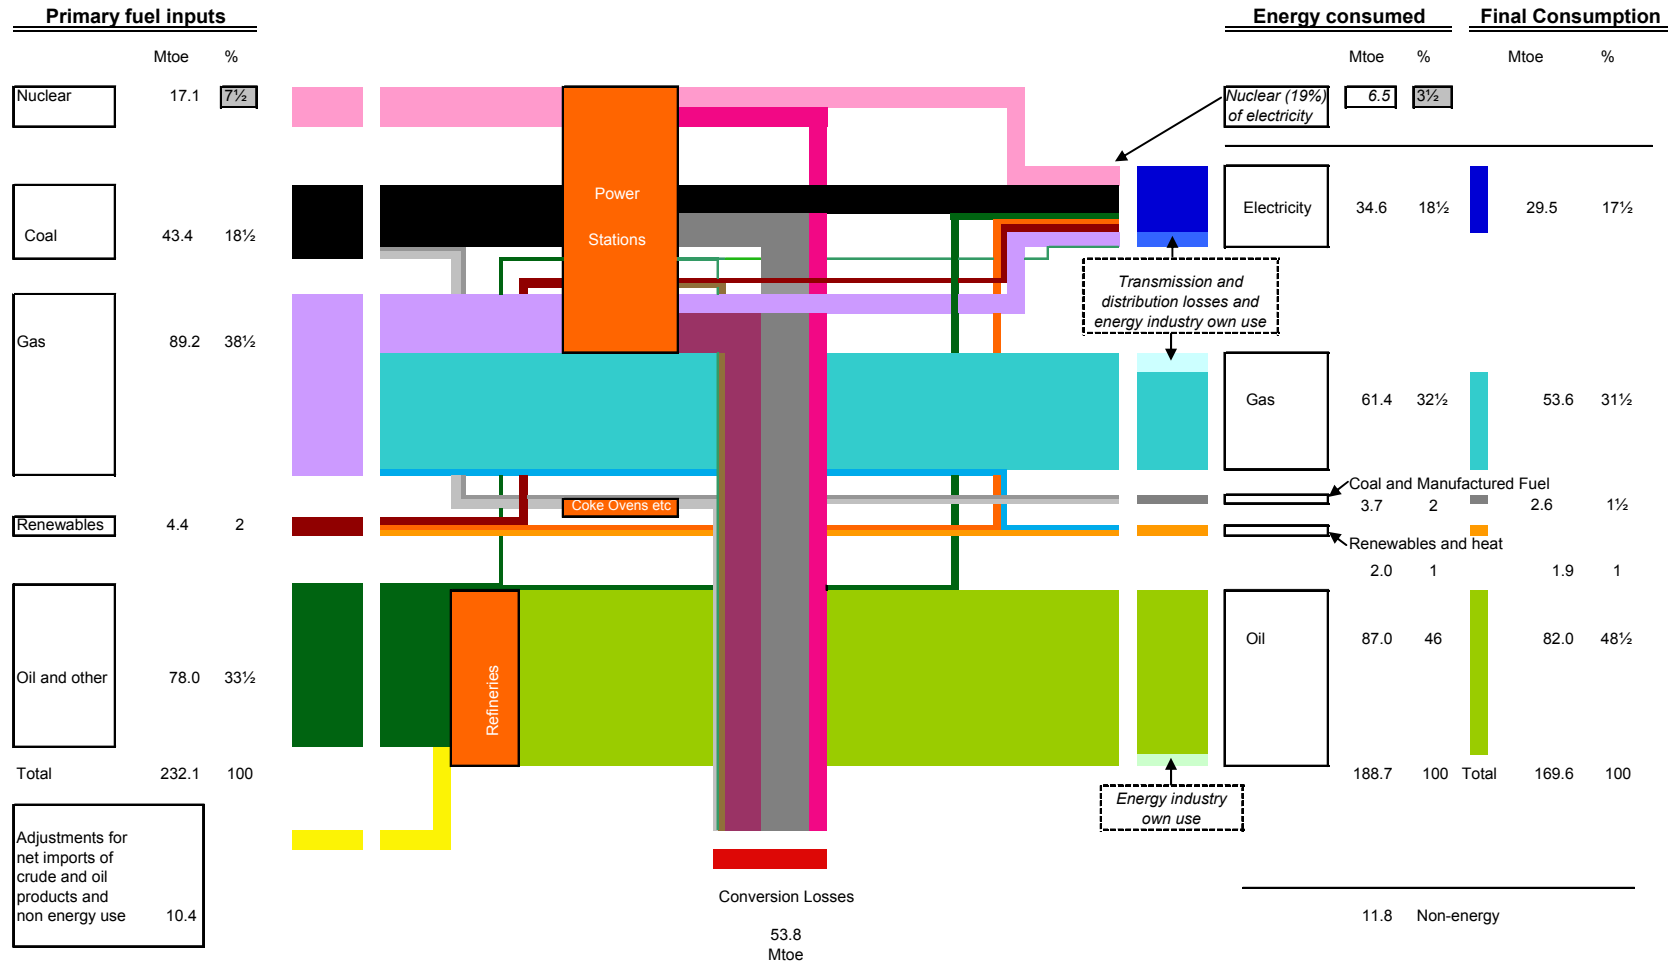 Primary fuel inputs
Energy consumed
Final Consumption
Mtoe %
Mtoe %
Mtoe %
Nuclear 17.1 7½
Nuclear (19%) of electricity 6.5 3½
Power Stations
Coal 43.4 18½
Electricity 34.6 18½ 29.5 17½
Transmission and
distribution losses and
energy industry own use
Gas 89.2 38½
Gas 61.4 32½ 53.6 31½
Coal and Manufactured Fuel
3.7 2 2.6 1½
Coke Ovens etc
Renewables 4.4 2
Renewables and heat
2.0 1 1.9 1
Oil 87.0 46 82.0 48½
Oil and other 78.0 33½
Refineries
Total 232.1 100
188.7 100 Total 169.6 100
Energy industry
own use
Adjustments for
net imports of
crude and oil
products and
non energy use 10.4
Conversion Losses
53.8
Mtoe
11.8 Non-energy